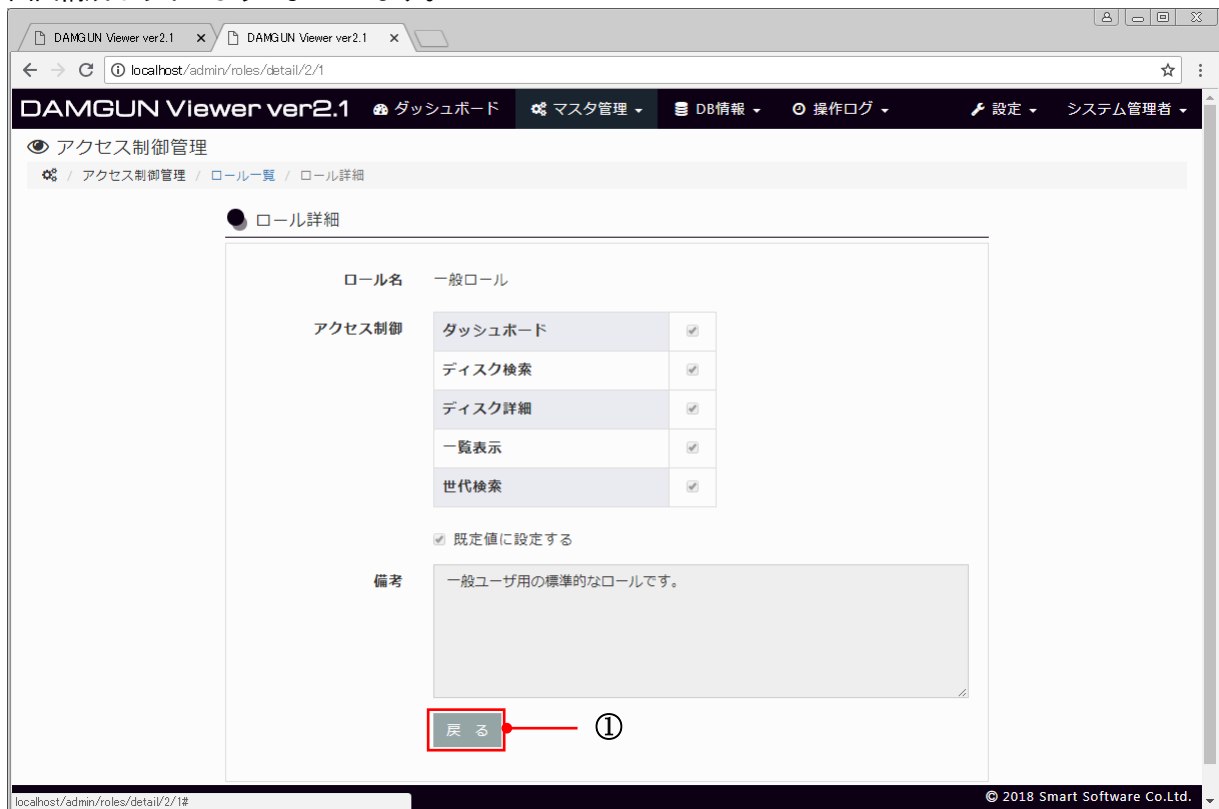 DAMGUN Viewer ver2.1 DAMGUN Viewer ver2.1
localhost/admin/roles/detail/2/1
DAMGUN Viewer ver2.1 ダッシュボード マスタ管理 DB情報 操作ログ 設定 システム管理者
アクセス制御管理
/ アクセス制御管理 / ロール一覧 / ロール詳細
ロール詳細
ロール名 一般ロール
アクセス制御 ダッシュボード
ディスク検索
ディスク詳細
一覧表示
世代検索
既定値に設定する
備考 一般ユーザ用の標準的なロールです。
戻 る ①
localhost/admin/roles/detail/2/1#
© 2018 Smart Software Co.Ltd.